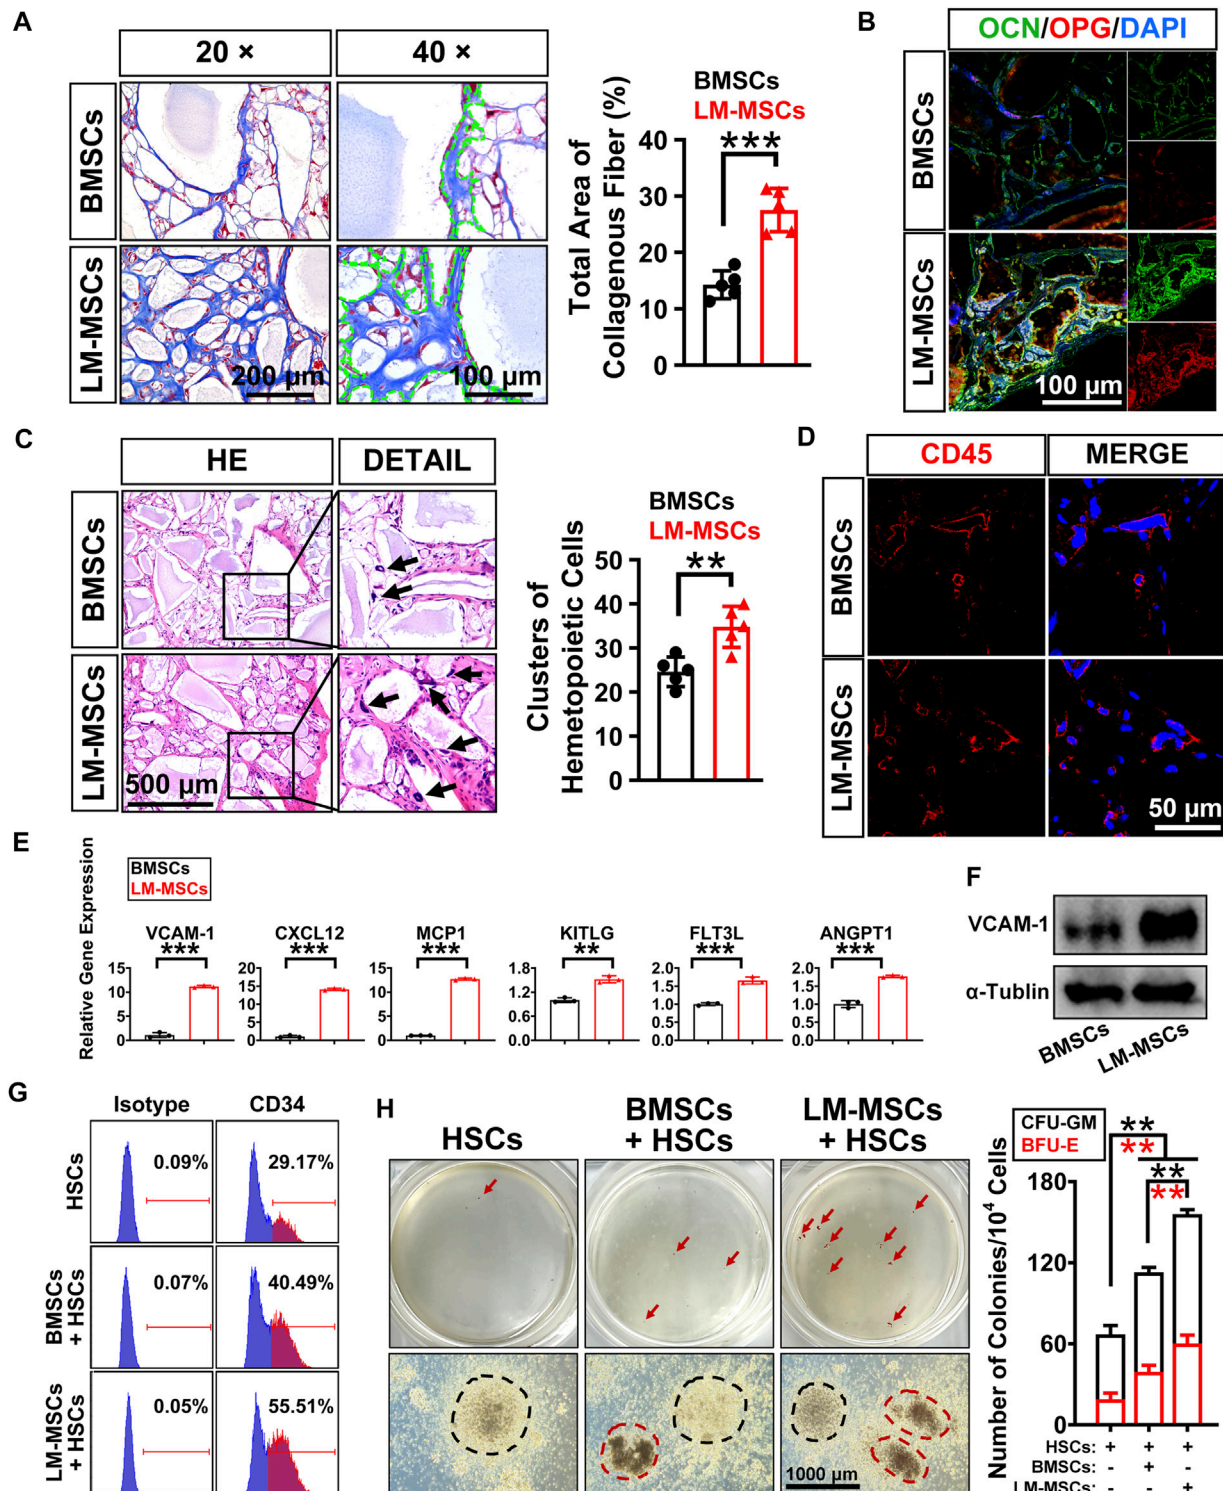 A
20 ×
40 ×
BMSCs
LM-MSCs
200 μm
100 μm
Total Area of
Collagenous Fiber (%)
BMSCs
LM-MSCs
***
40
30
20
10
0
B
OCN/OPG/DAPI
BMSCs
LM-MSCs
100 μm
C
HE
DETAIL
BMSCs
LM-MSCs
500 μm
Clusters of
Hemetopoietic Cells
BMSCs
LM-MSCs
**
50
40
30
20
10
0
D
CD45
MERGE
BMSCs
LM-MSCs
50 μm
E
BMSCs
LM-MSCs
Relative Gene Expression
VCAM-1
***
15
10
5
0
CXCL12
***
20
15
10
5
0
MCP1
***
15
10
5
0
KITLG
**
1.8
1.2
0.6
0.0
FLT3L
***
2.0
1.5
1.0
0.5
0.0
ANGPT1
***
2.0
1.5
1.0
0.5
0.0
F
VCAM-1
α-Tublin
BMSCs
LM-MSCs
G
Isotype
CD34
HSCs
0.09%
29.17%
BMSCs
+ HSCs
0.07%
40.49%
LM-MSCs
+ HSCs
0.05%
55.51%
H
HSCs
BMSCs
+ HSCs
LM-MSCs
+ HSCs
1000 μm
CFU-GM
BFU-E
**
**
**
**
Number of Colonies/10⁴ Cells
180
120
60
0
HSCs: + + +
BMSCs: - + -
LM-MSCs: - - +